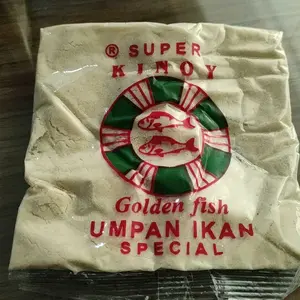 ® SUPER
KINOY
Golden fish
UMPAN IKAN
SPECIAL